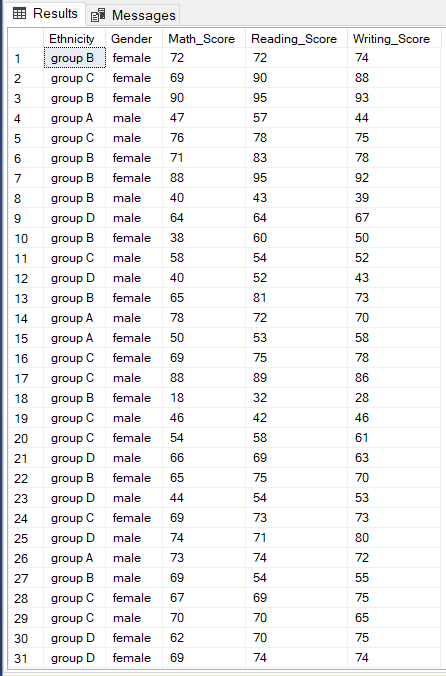 Results Messages
Ethnicity Gender Math_Score Reading_Score Writing_Score
1 group B female 72 72 74
2 group C female 69 90 88
3 group B female 90 95 93
4 group A male 47 57 44
5 group C male 76 78 75
6 group B female 71 83 78
7 group B female 88 95 92
8 group B male 40 43 39
9 group D male 64 64 67
10 group B female 38 60 50
11 group C male 58 54 52
12 group D male 40 52 43
13 group B female 65 81 73
14 group A male 78 72 70
15 group A female 50 53 58
16 group C female 69 75 78
17 group C male 88 89 86
18 group B female 18 32 28
19 group C male 46 42 46
20 group C female 54 58 61
21 group D male 66 69 63
22 group B female 65 75 70
23 group D male 44 54 53
24 group C female 69 73 73
25 group D male 74 71 80
26 group A male 73 74 72
27 group B male 69 54 55
28 group C female 67 69 75
29 group C male 70 70 65
30 group D female 62 70 75
31 group D female 69 74 74